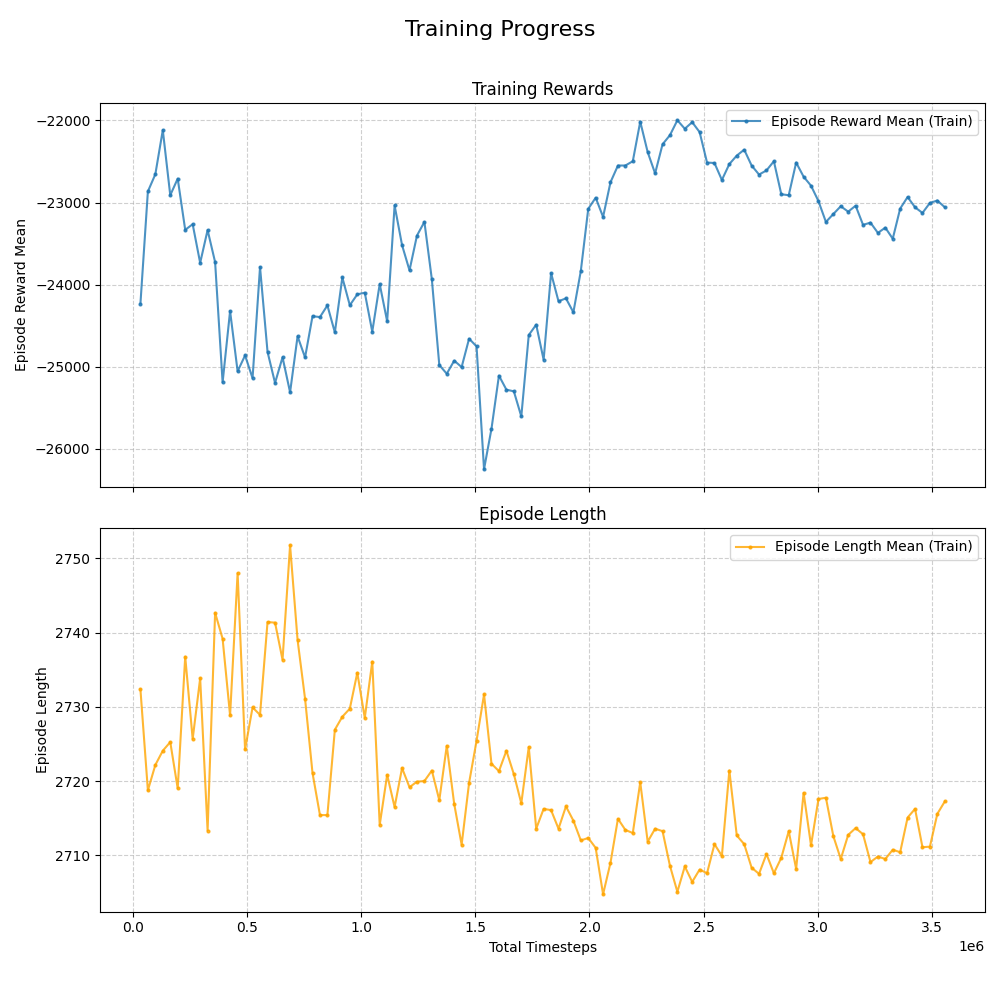 Training Progress
Training Rewards
Episode Reward Mean (Train)
−22000
−23000
−24000
−25000
−26000
Episode Reward Mean
Episode Length
Episode Length Mean (Train)
2750
2740
2730
2720
2710
Episode Length
0.0 0.5 1.0 1.5 2.0 2.5 3.0 3.5
1e6
Total Timesteps